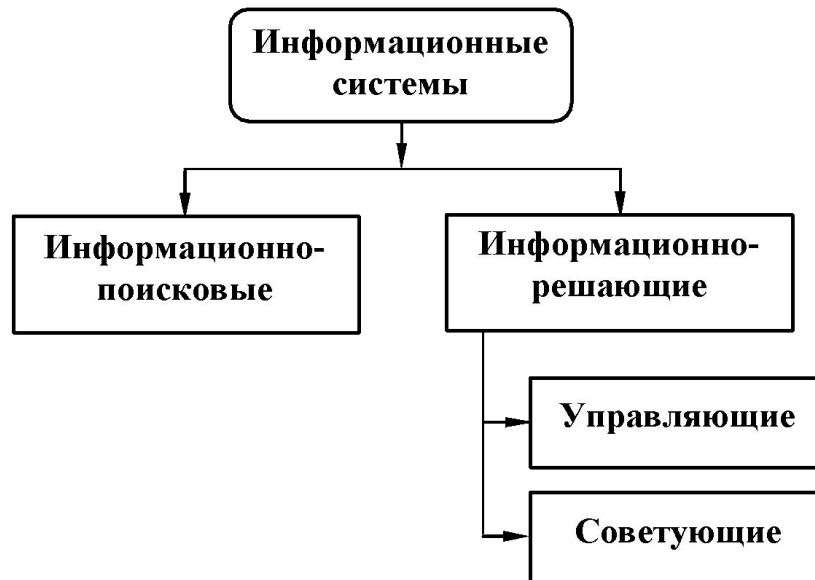 Информационные
системы
Информационно-
поисковые
Информационно-
решающие
Управляющие
Советующие